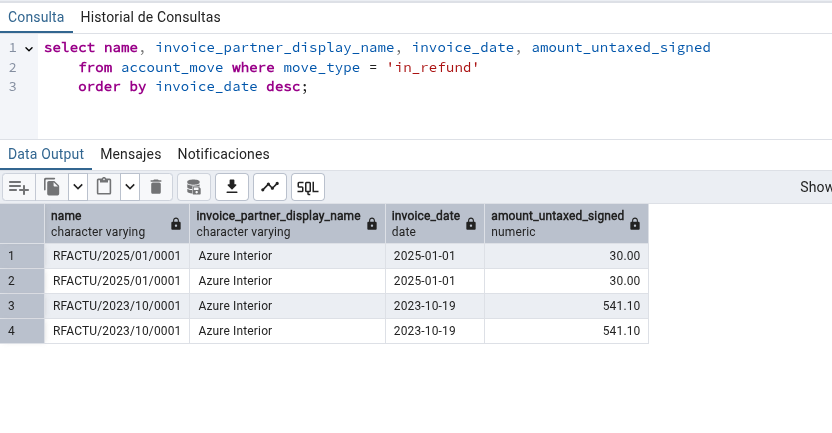 Consulta Historial de Consultas
1 select name, invoice_partner_display_name, invoice_date, amount_untaxed_signed
2 from account_move where move_type = 'in_refund'
3 order by invoice_date desc;
Data Output Mensajes Notificaciones
SQL Show
name invoice_partner_display_name invoice_date amount_untaxed_signed
character varying character varying date numeric
1 RFACTU/2025/01/0001 Azure Interior 2025-01-01 30.00
2 RFACTU/2025/01/0001 Azure Interior 2025-01-01 30.00
3 RFACTU/2023/10/0001 Azure Interior 2023-10-19 541.10
4 RFACTU/2023/10/0001 Azure Interior 2023-10-19 541.10